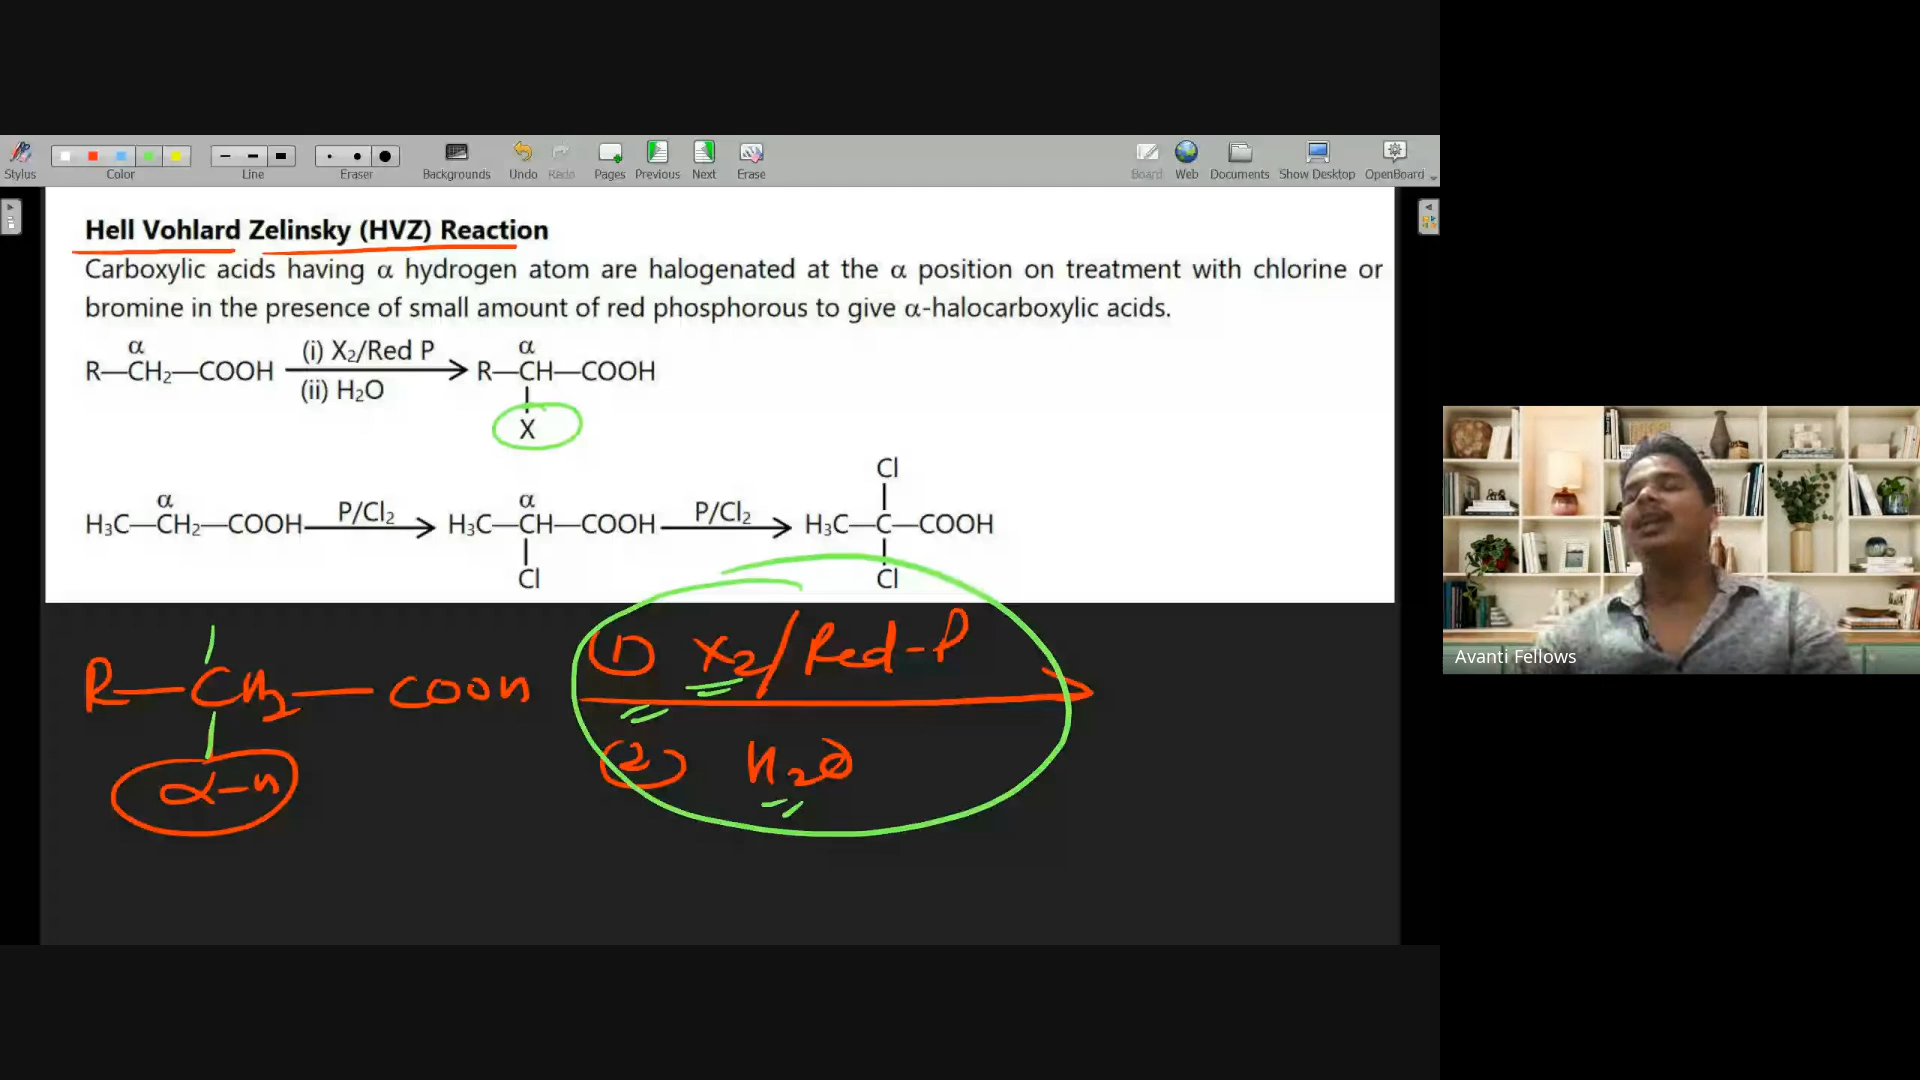 Stylus Color Line Eraser Backgrounds Undo Redo Pages Previous Next Erase Board Web Documents Show Desktop OpenBoard
Hell Vohlard Zelinsky (HVZ) Reaction
Carboxylic acids having α hydrogen atom are halogenated at the α position on treatment with chlorine or
bromine in the presence of small amount of red phosphorous to give α-halocarboxylic acids.
α (i) X₂/Red P α
R—CH₂—COOH R—CH—COOH
(ii) H₂O
X
Cl
α P/Cl₂ α P/Cl₂
H₃C—CH₂—COOH H₃C—CH—COOH H₃C—C—COOH
Cl Cl
① X₂/Red-P
R—CH₂—COOH
② H₂O
α-H
Avanti Fellows